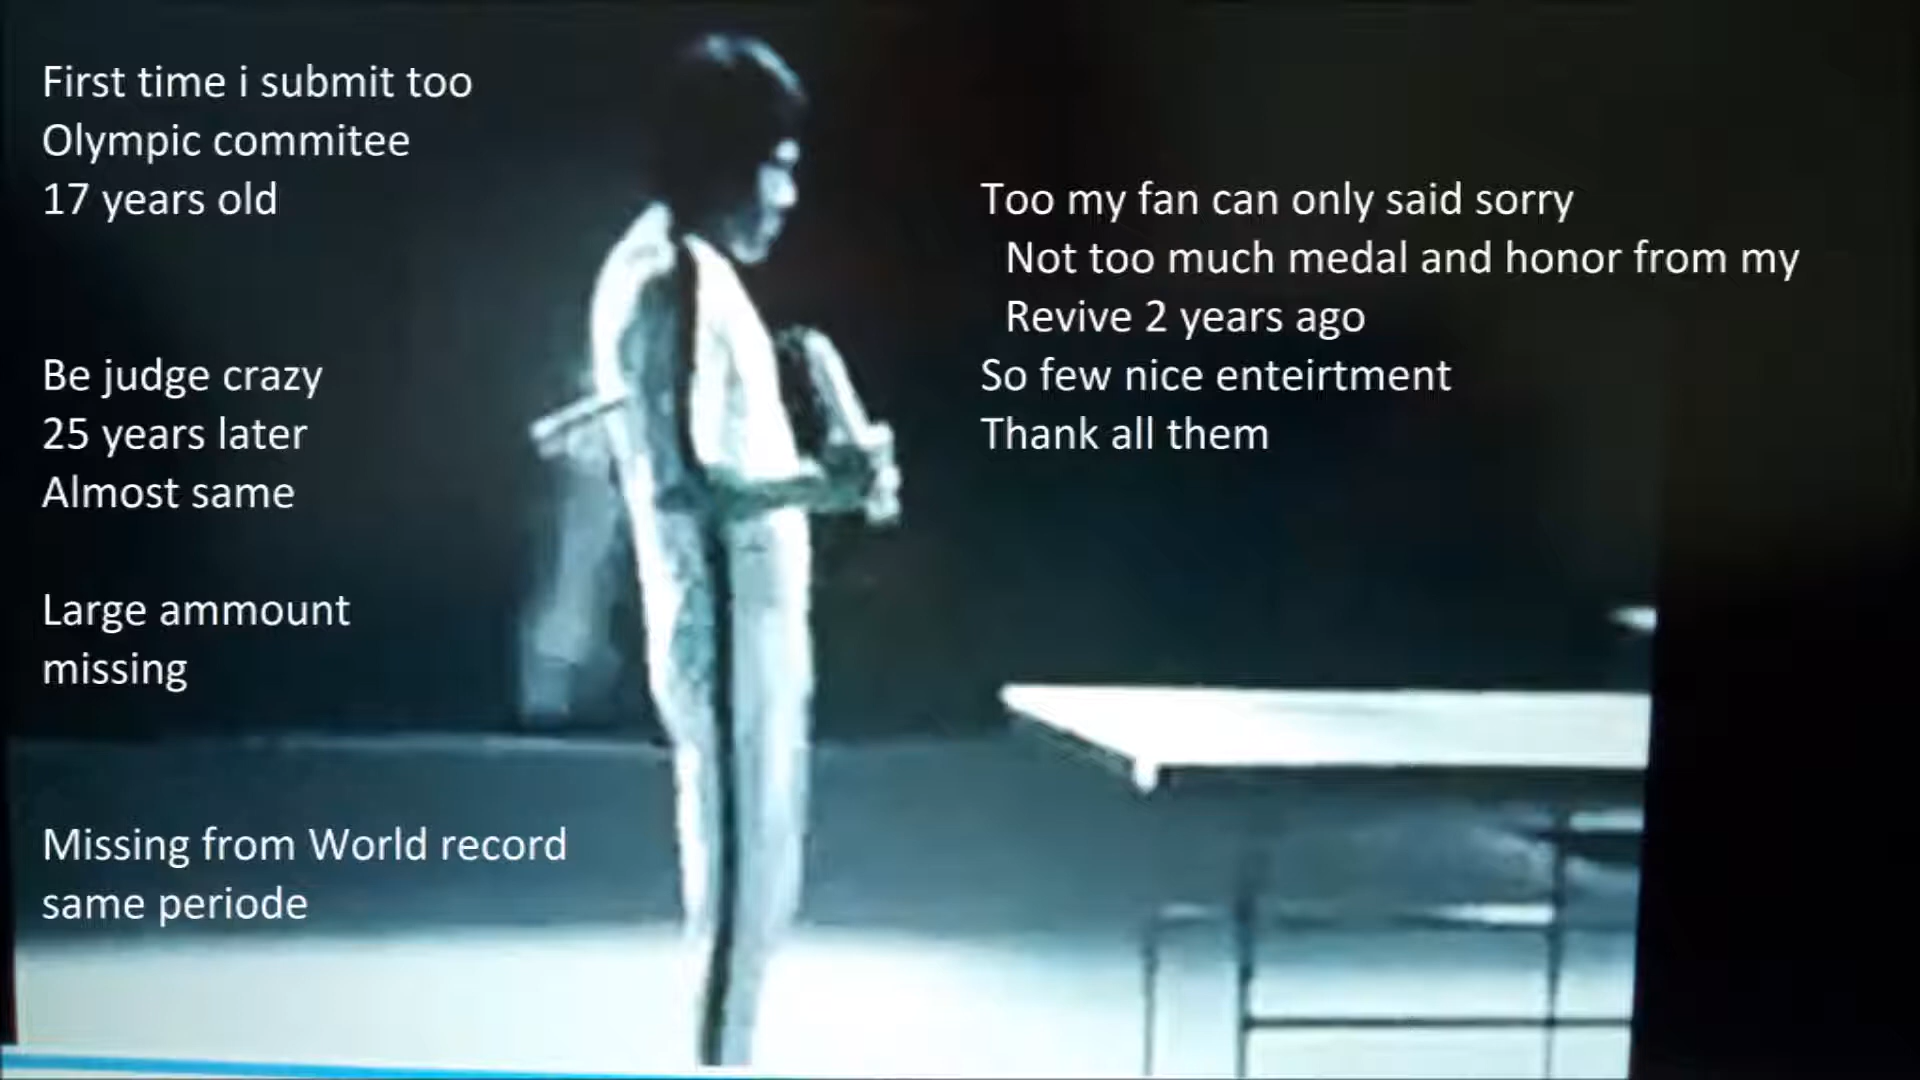 First time i submit too
Olympic commitee
17 years old
Be judge crazy
25 years later
Almost same
Large ammount
missing
Missing from World record
same periode
Too my fan can only said sorry
Not too much medal and honor from my
Revive 2 years ago
So few nice enteirtment
Thank all them